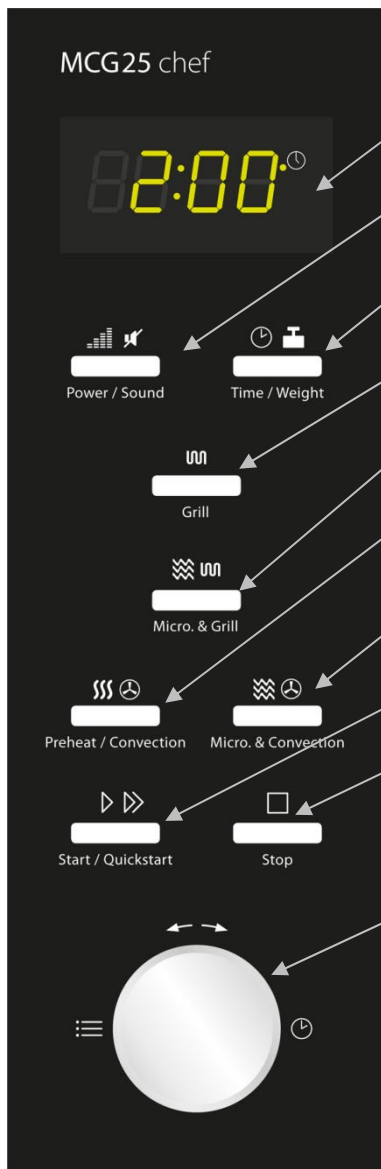 MCG25 chef
2:00
Power / Sound
Time / Weight
Grill
Micro. & Grill
Preheat / Convection
Micro. & Convection
Start / Quickstart
Stop